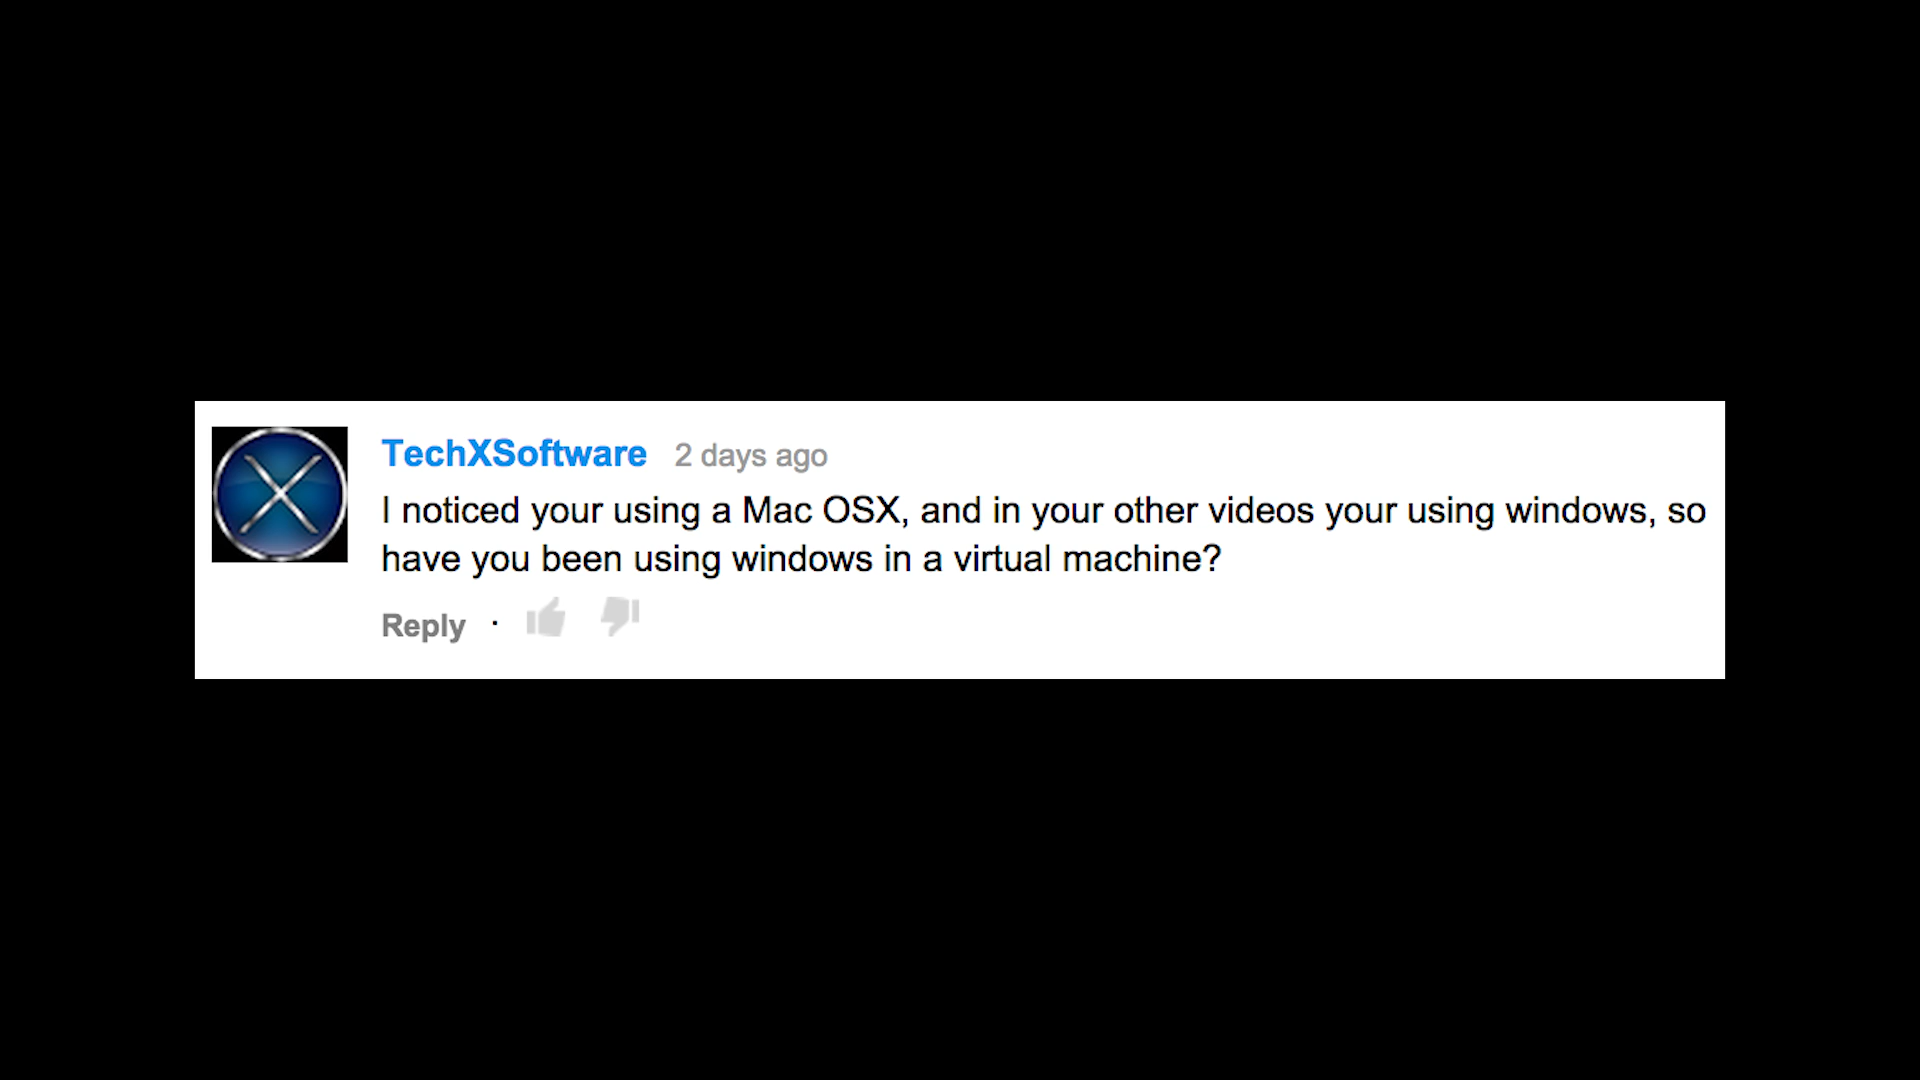 TechXSoftware 2 days ago
I noticed your using a Mac OSX, and in your other videos your using windows, so
have you been using windows in a virtual machine?
Reply ·